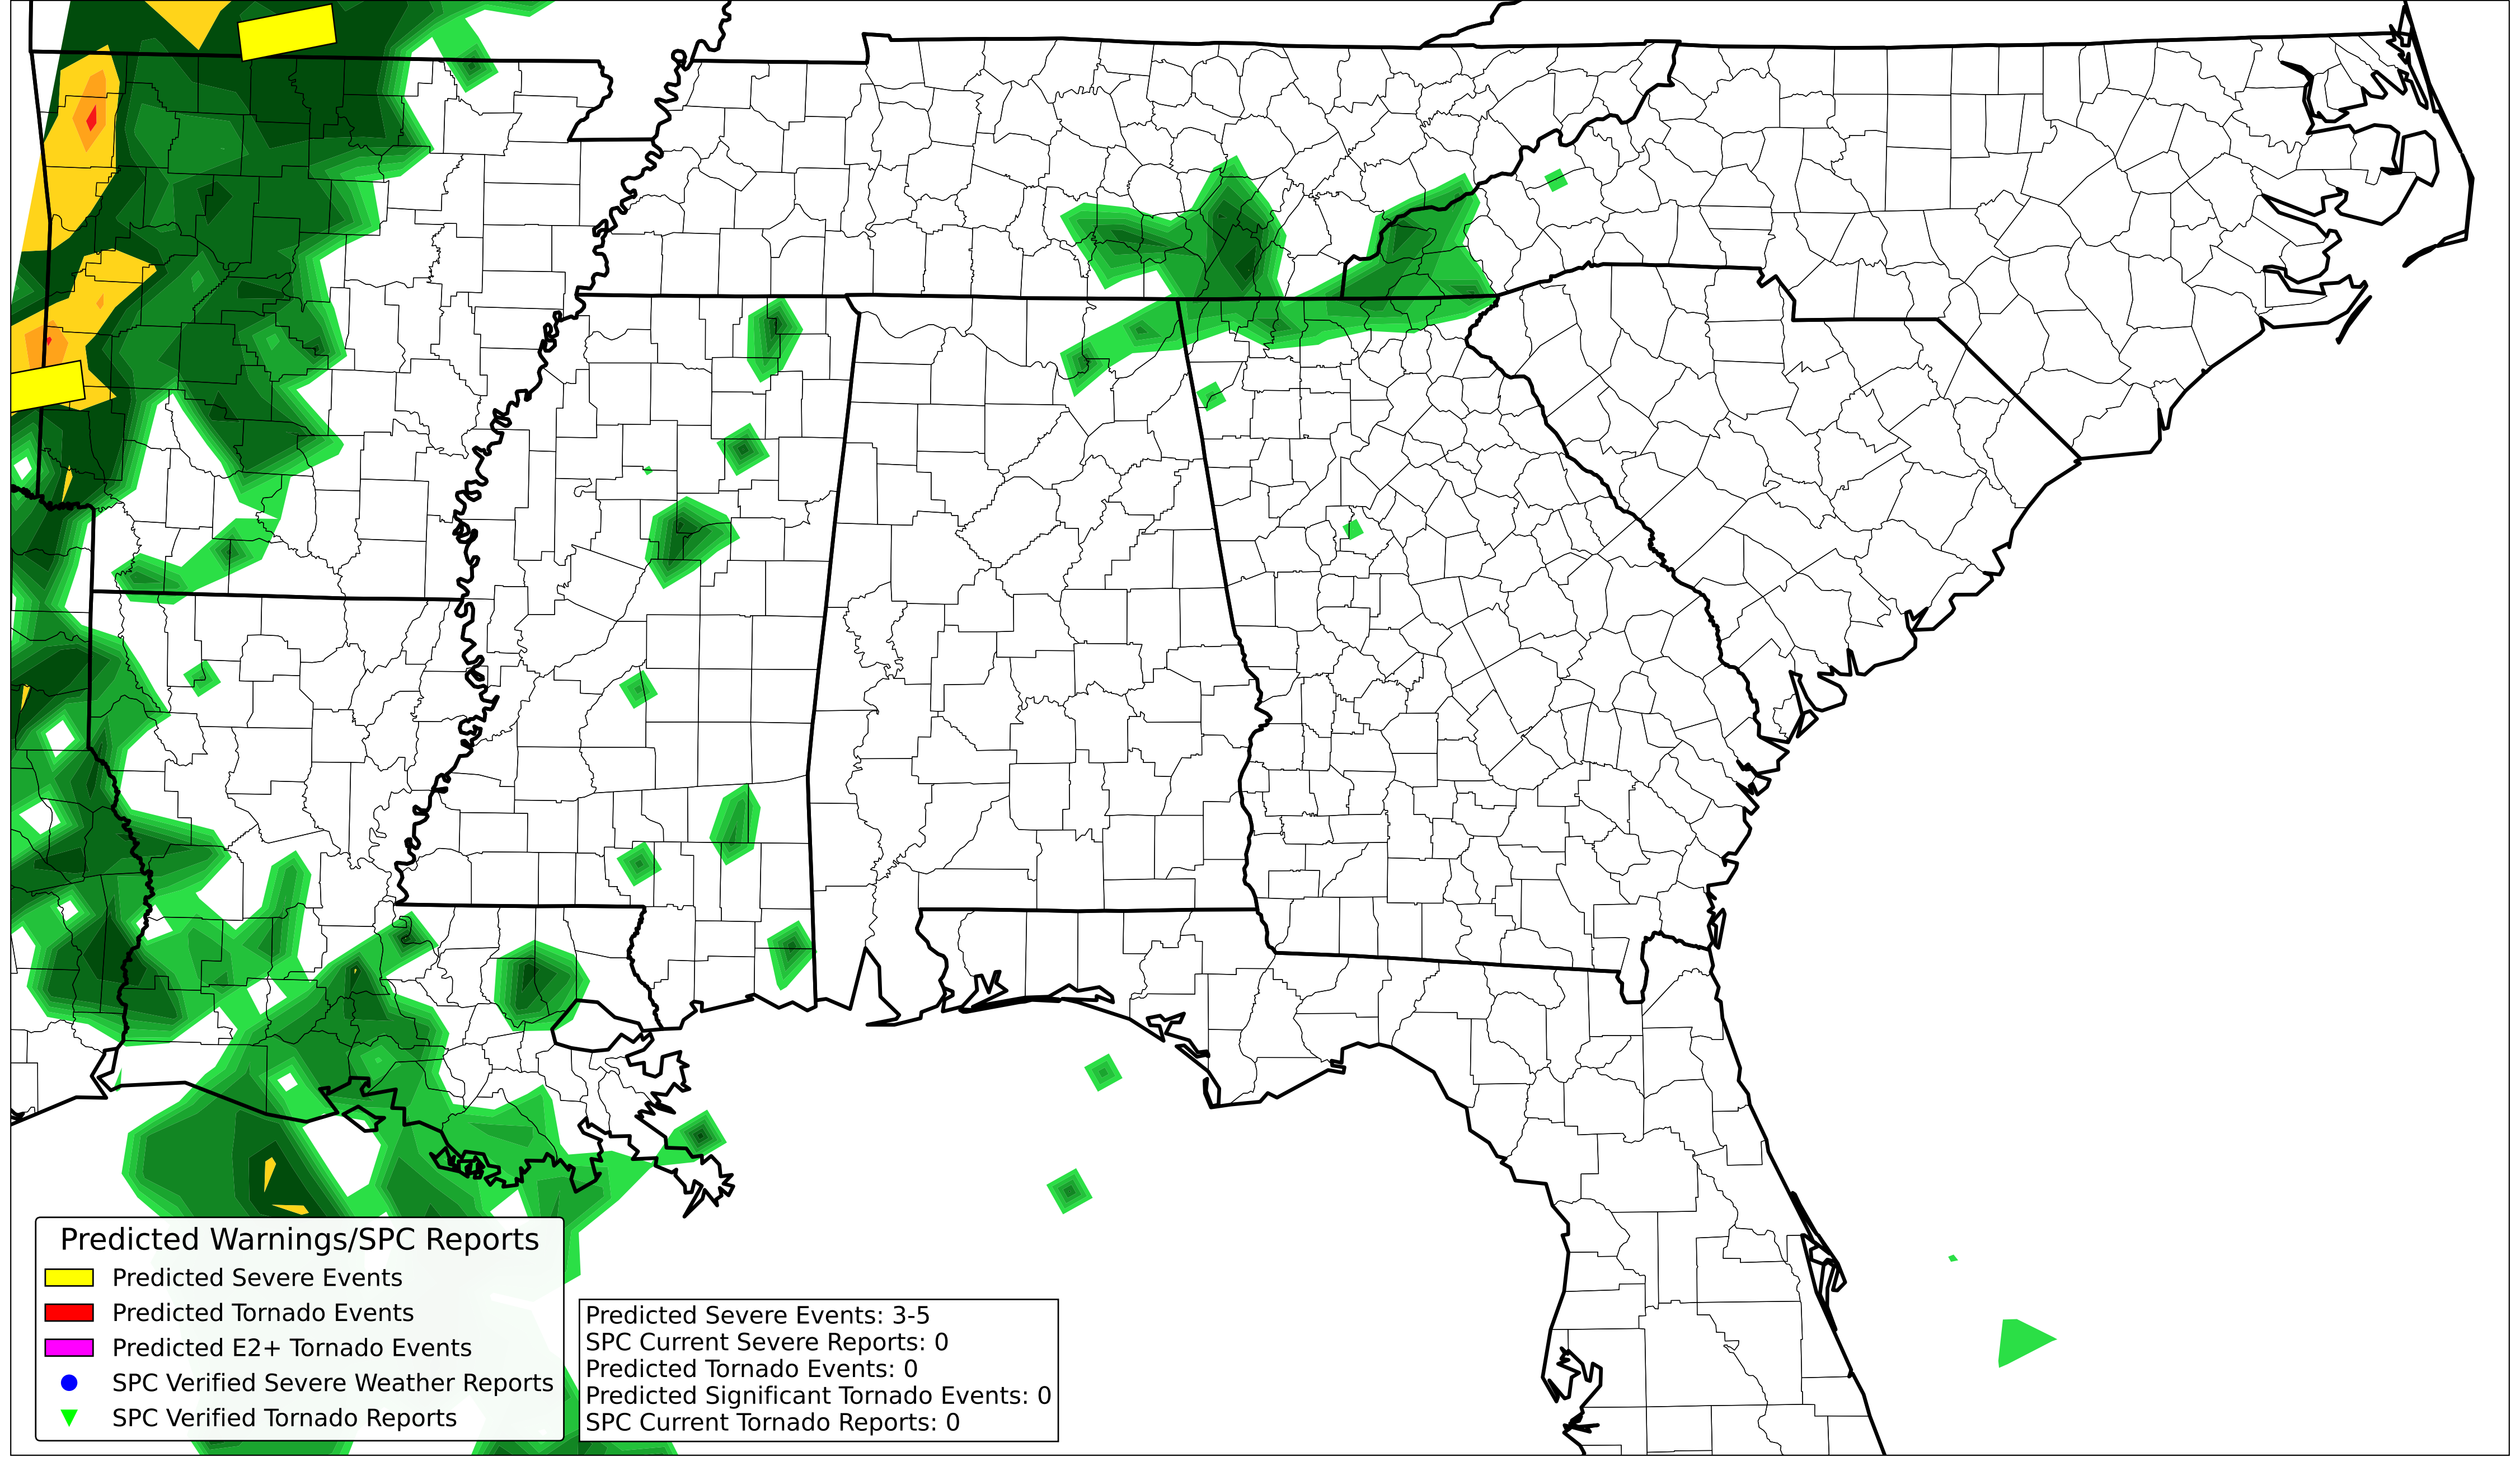 Predicted Warnings/SPC Reports
Predicted Severe Events
Predicted Tornado Events
Predicted E2+ Tornado Events
SPC Verified Severe Weather Reports
SPC Verified Tornado Reports
Predicted Severe Events: 3-5
SPC Current Severe Reports: 0
Predicted Tornado Events: 0
Predicted Significant Tornado Events: 0
SPC Current Tornado Reports: 0